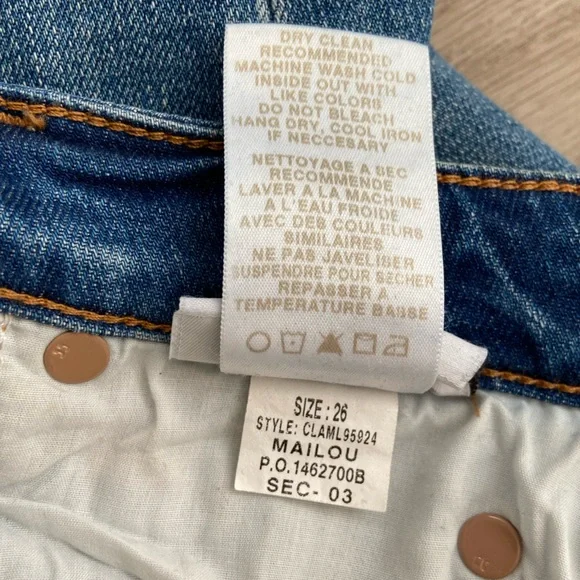 DRY CLEAN
RECOMMENDED
MACHINE WASH COLD
INSIDE OUT WITH
LIKE COLORS
DO NOT BLEACH
HANG DRY, COOL IRON
IF NECCESARY
NETTOYAGE A SEC
RECOMMENDE
LAVER A LA MACHINE
A L'EAU FROIDE
AVEC DES COULEURS
SIMILAIRES
NE PAS JAVELISER
SUSPENDRE POUR SECHER
REPASSER A
TEMPERATURE BASSE
SIZE : 26
STYLE: CLAML95924
MAILOU
P.O.1462700B
SEC- 03